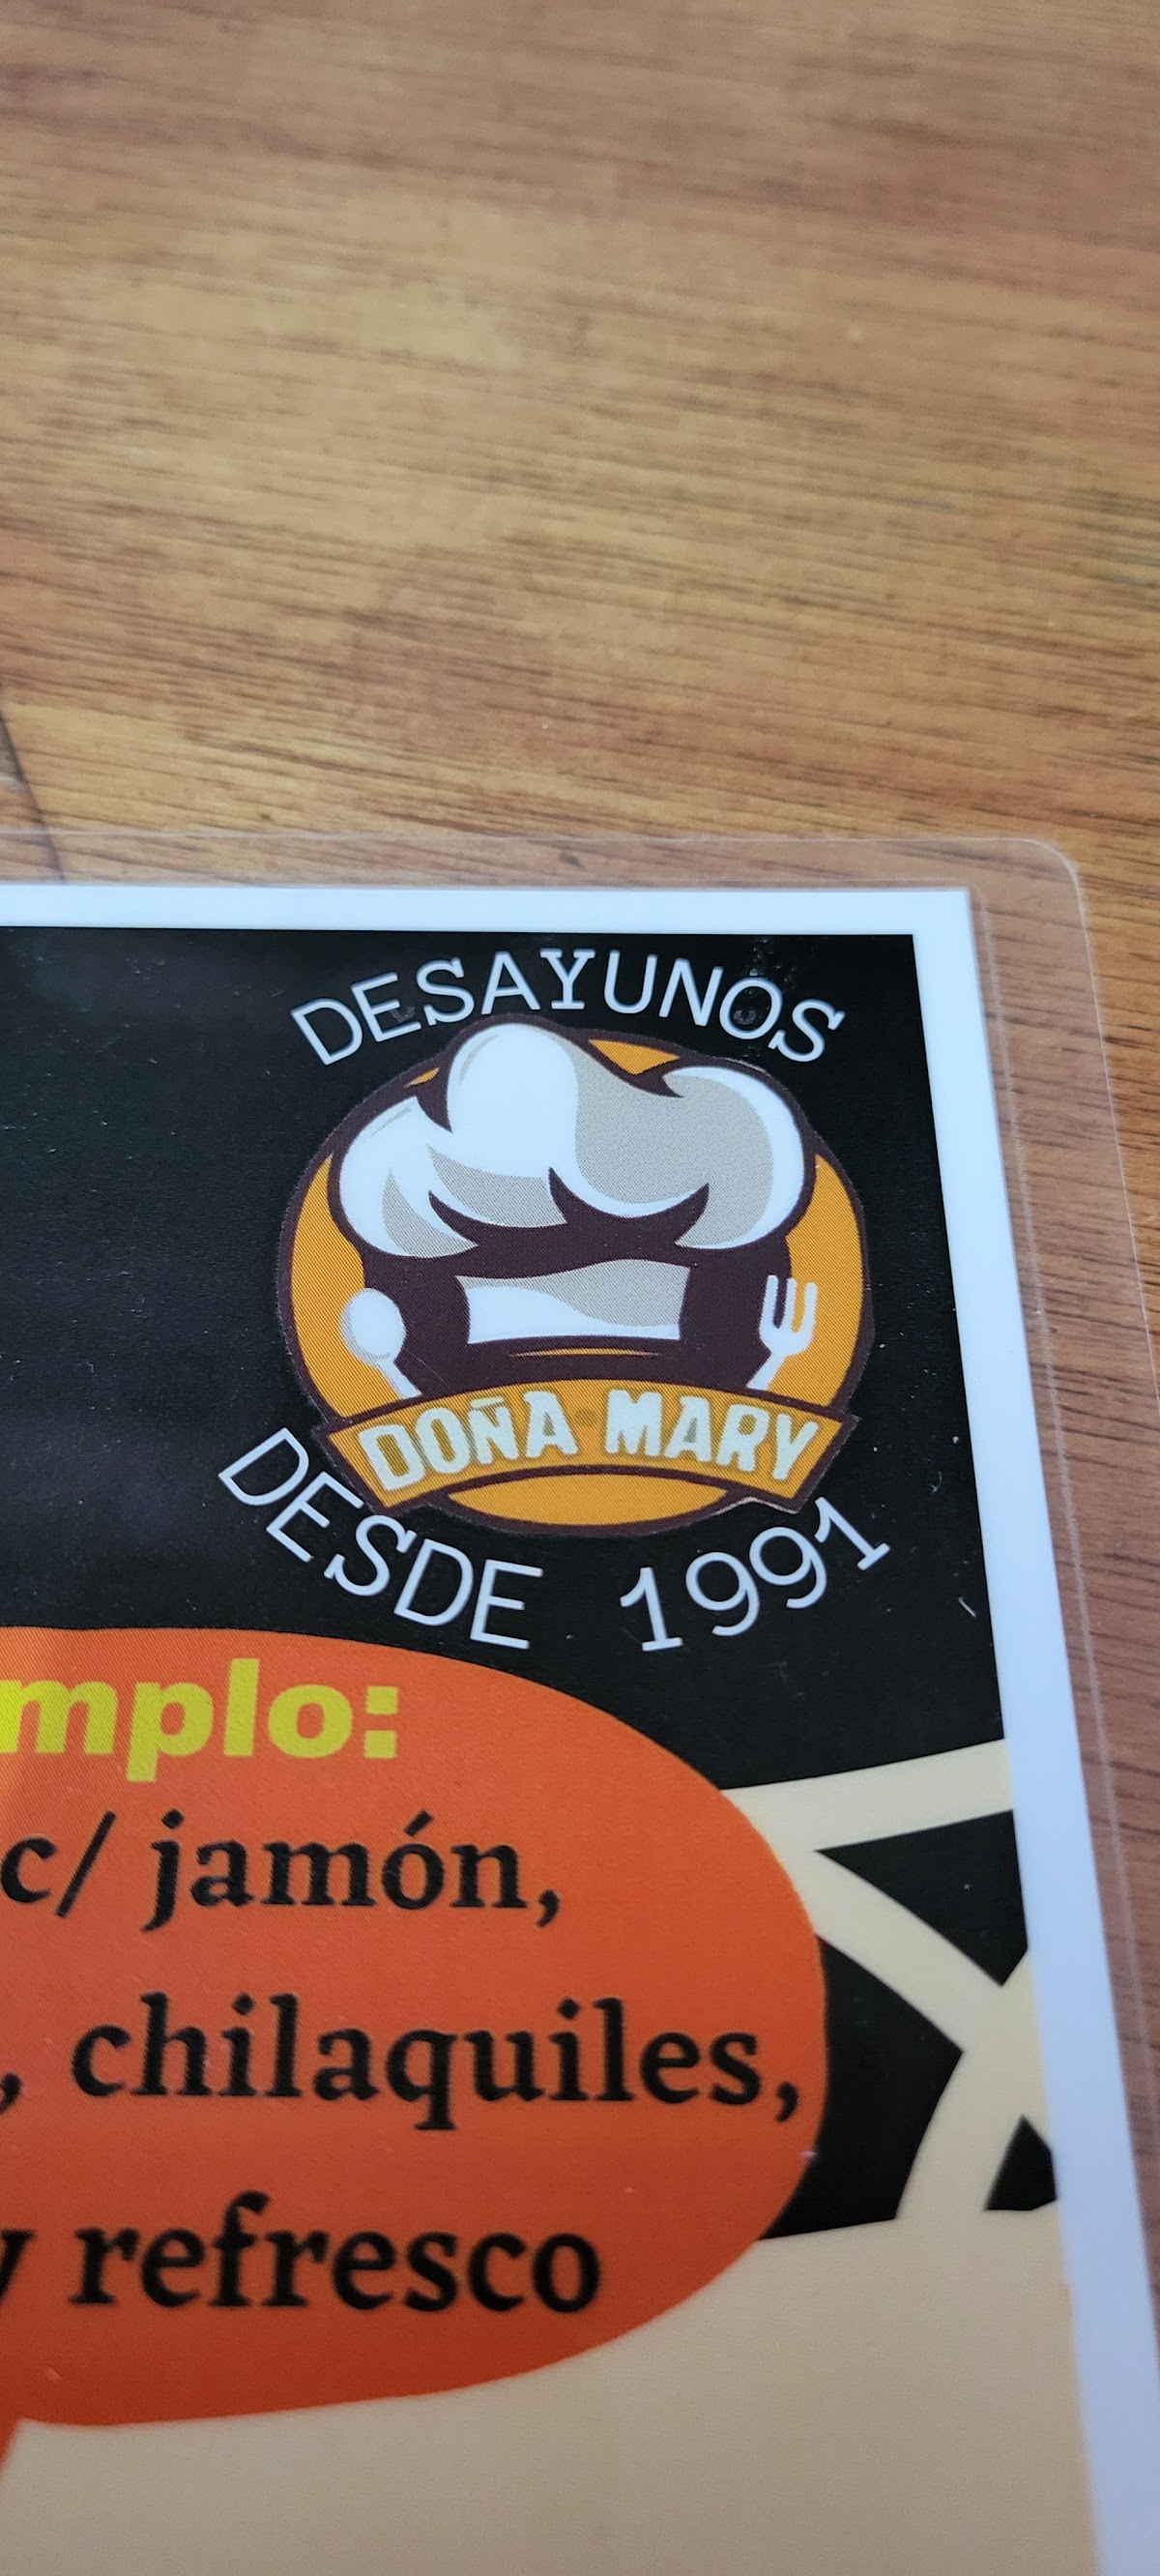 DESAYUNOS
DOÑA MARY
DESDE 1991
mplo:
c/ jamón,
, chilaquiles,
y refresco